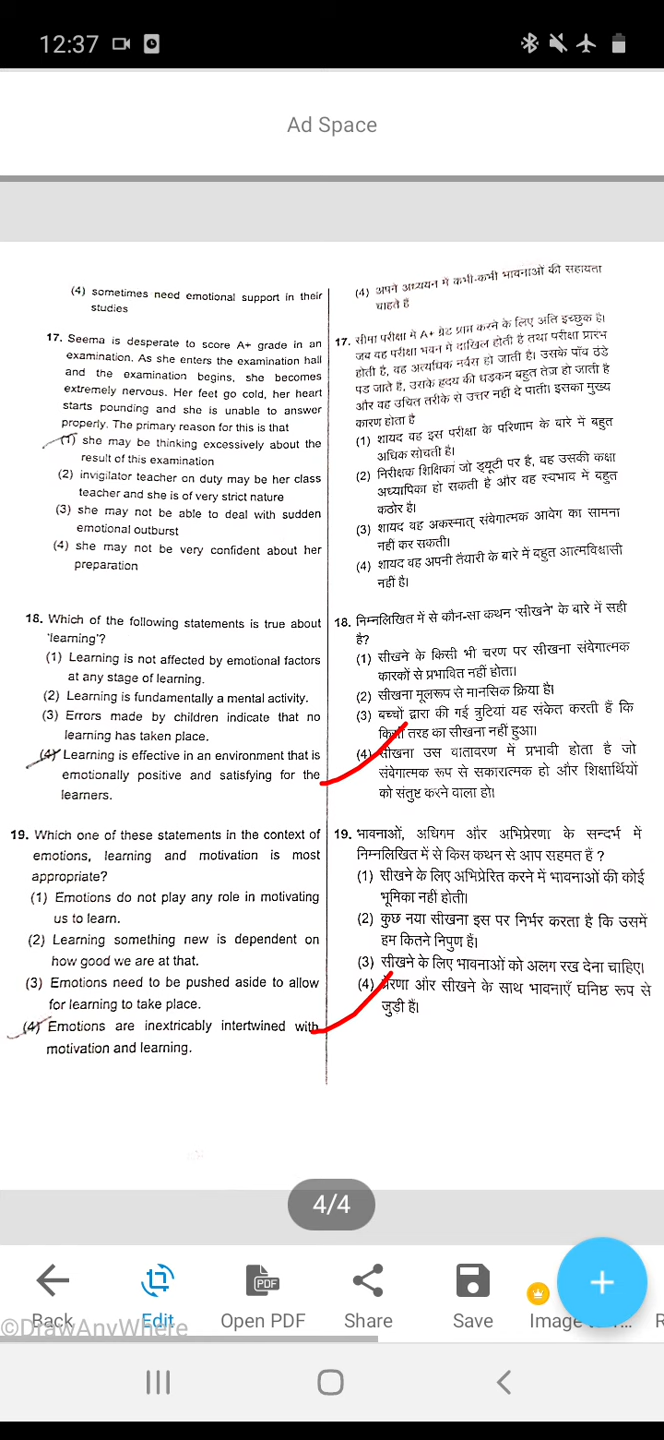 12:37
Ad Space
(4) sometimes need emotional support in their
studies
17. Seema is desperate to score A+ grade in an
examination. As she enters the examination hall
and the examination begins, she becomes
extremely nervous. Her feet go cold, her heart
starts pounding and she is unable to answer
properly. The primary reason for this is that
(1) she may be thinking excessively about the
result of this examination
(2) invigilator teacher on duty may be her class
teacher and she is of very strict nature
(3) she may not be able to deal with sudden
emotional outburst
(4) she may not be very confident about her
preparation
18. Which of the following statements is true about
'learning'?
(1) Learning is not affected by emotional factors
at any stage of learning.
(2) Learning is fundamentally a mental activity.
(3) Errors made by children indicate that no
learning has taken place.
(4) Learning is effective in an environment that is
emotionally positive and satisfying for the
learners.
19. Which one of these statements in the context of
emotions, learning and motivation is most
appropriate?
(1) Emotions do not play any role in motivating
us to learn.
(2) Learning something new is dependent on
how good we are at that.
(3) Emotions need to be pushed aside to allow
for learning to take place.
(4) Emotions are inextricably intertwined with
motivation and learning.
(4) अपने अध्ययन में कभी-कभी भावनाओं की सहायता
चाहते हैं
17. सीमा परीक्षा में A+ ग्रेड प्राप्त करने के लिए अति इच्छुक है।
जब वह परीक्षा भवन में दाखिल होती है तथा परीक्षा प्रारंभ
होती है, वह अत्यधिक नर्वस हो जाती है। उसके पाँव ठंडे
पड़ जाते हैं, उसके हृदय की धड़कन बहुत तेज हो जाती है
और वह उचित तरीके से उत्तर नहीं दे पाती। इसका मुख्य
कारण होता है
(1) शायद वह इस परीक्षा के परिणाम के बारे में बहुत
अधिक सोचती है।
(2) निरीक्षक शिक्षिका जो ड्यूटी पर है, वह उसकी कक्षा
अध्यापिका हो सकती है और वह स्वभाव में बहुत
कठोर है।
(3) शायद वह अकस्मात् संवेगात्मक आवेग का सामना
नहीं कर सकती।
(4) शायद वह अपनी तैयारी के बारे में बहुत आत्मविश्वासी
नहीं है।
18. निम्नलिखित में से कौन-सा कथन 'सीखने' के बारे में सही
है?
(1) सीखने के किसी भी चरण पर सीखना संवेगात्मक
कारकों से प्रभावित नहीं होता।
(2) सीखना मूलरूप से मानसिक क्रिया है।
(3) बच्चों द्वारा की गई त्रुटियां यह संकेत करती हैं कि
किसी तरह का सीखना नहीं हुआ।
(4) सीखना उस वातावरण में प्रभावी होता है जो
संवेगात्मक रूप से सकारात्मक हो और शिक्षार्थियों
को संतुष्ट करने वाला हो।
19. भावनाओं, अधिगम और अभिप्रेरणा के सन्दर्भ में
निम्नलिखित में से किस कथन से आप सहमत हैं ?
(1) सीखने के लिए अभिप्रेरित करने में भावनाओं की कोई
भूमिका नहीं होती।
(2) कुछ नया सीखना इस पर निर्भर करता है कि उसमें
हम कितने निपुण हैं।
(3) सीखने के लिए भावनाओं को अलग रख देना चाहिए।
(4) प्रेरणा और सीखने के साथ भावनाएँ घनिष्ठ रूप से
जुड़ी हैं।
4/4
PDF
Back
Edit
Open PDF
Share
Save
Image
©DrawAnyWhere